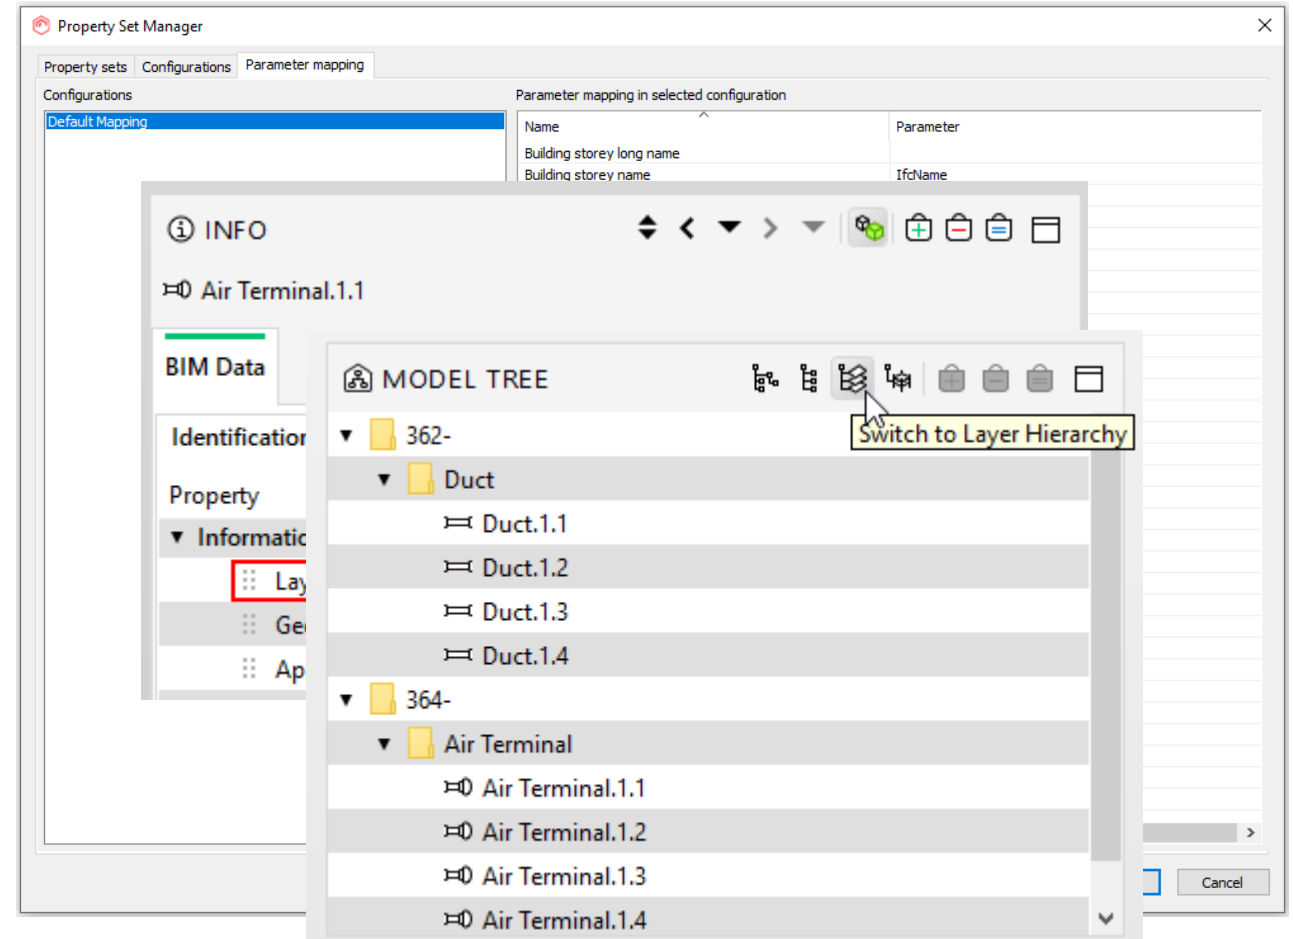 Property Set Manager
Property sets Configurations Parameter mapping
Configurations
Parameter mapping in selected configuration
Default Mapping
Name Parameter
Building storey long name
Building storey name IfcName
INFO
Air Terminal.1.1
BIM Data
Identification
Property
MODEL TREE
Switch to Layer Hierarchy
362-
Duct
Duct.1.1
Duct.1.2
Duct.1.3
Duct.1.4
364-
Air Terminal
Air Terminal.1.1
Air Terminal.1.2
Air Terminal.1.3
Air Terminal.1.4
Cancel